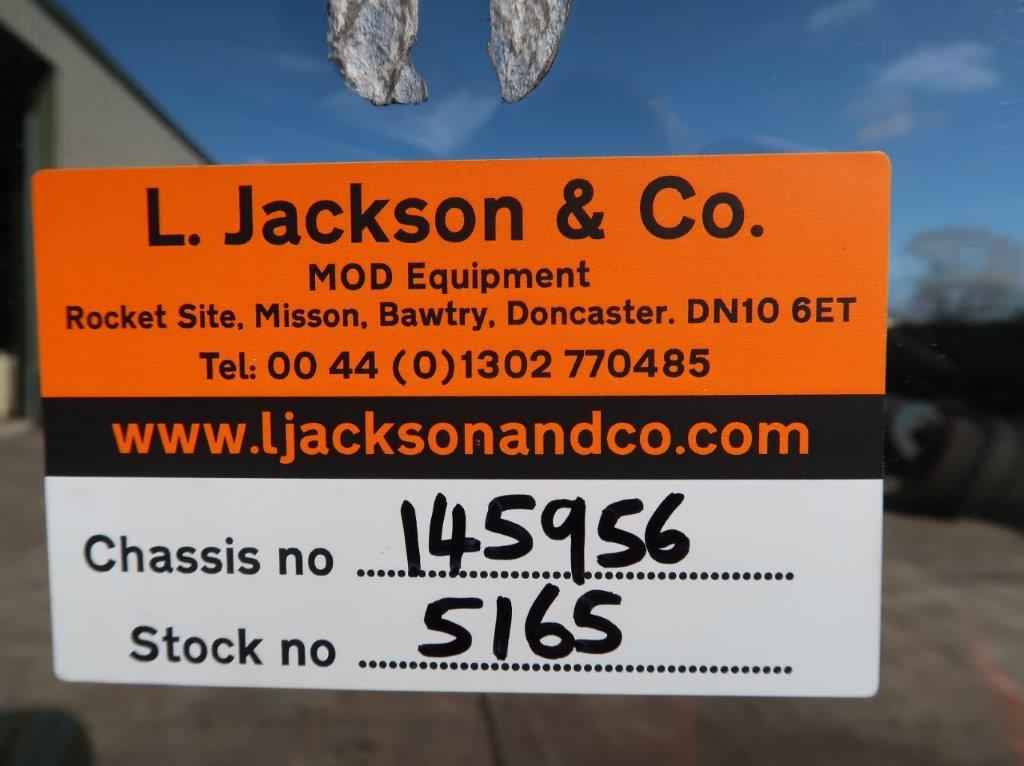 L. Jackson & Co.
MOD Equipment
Rocket Site, Misson, Bawtry, Doncaster. DN10 6ET
Tel: 00 44 (0)1302 770485
www.ljacksonandco.com
Chassis no 145956
Stock no 5165